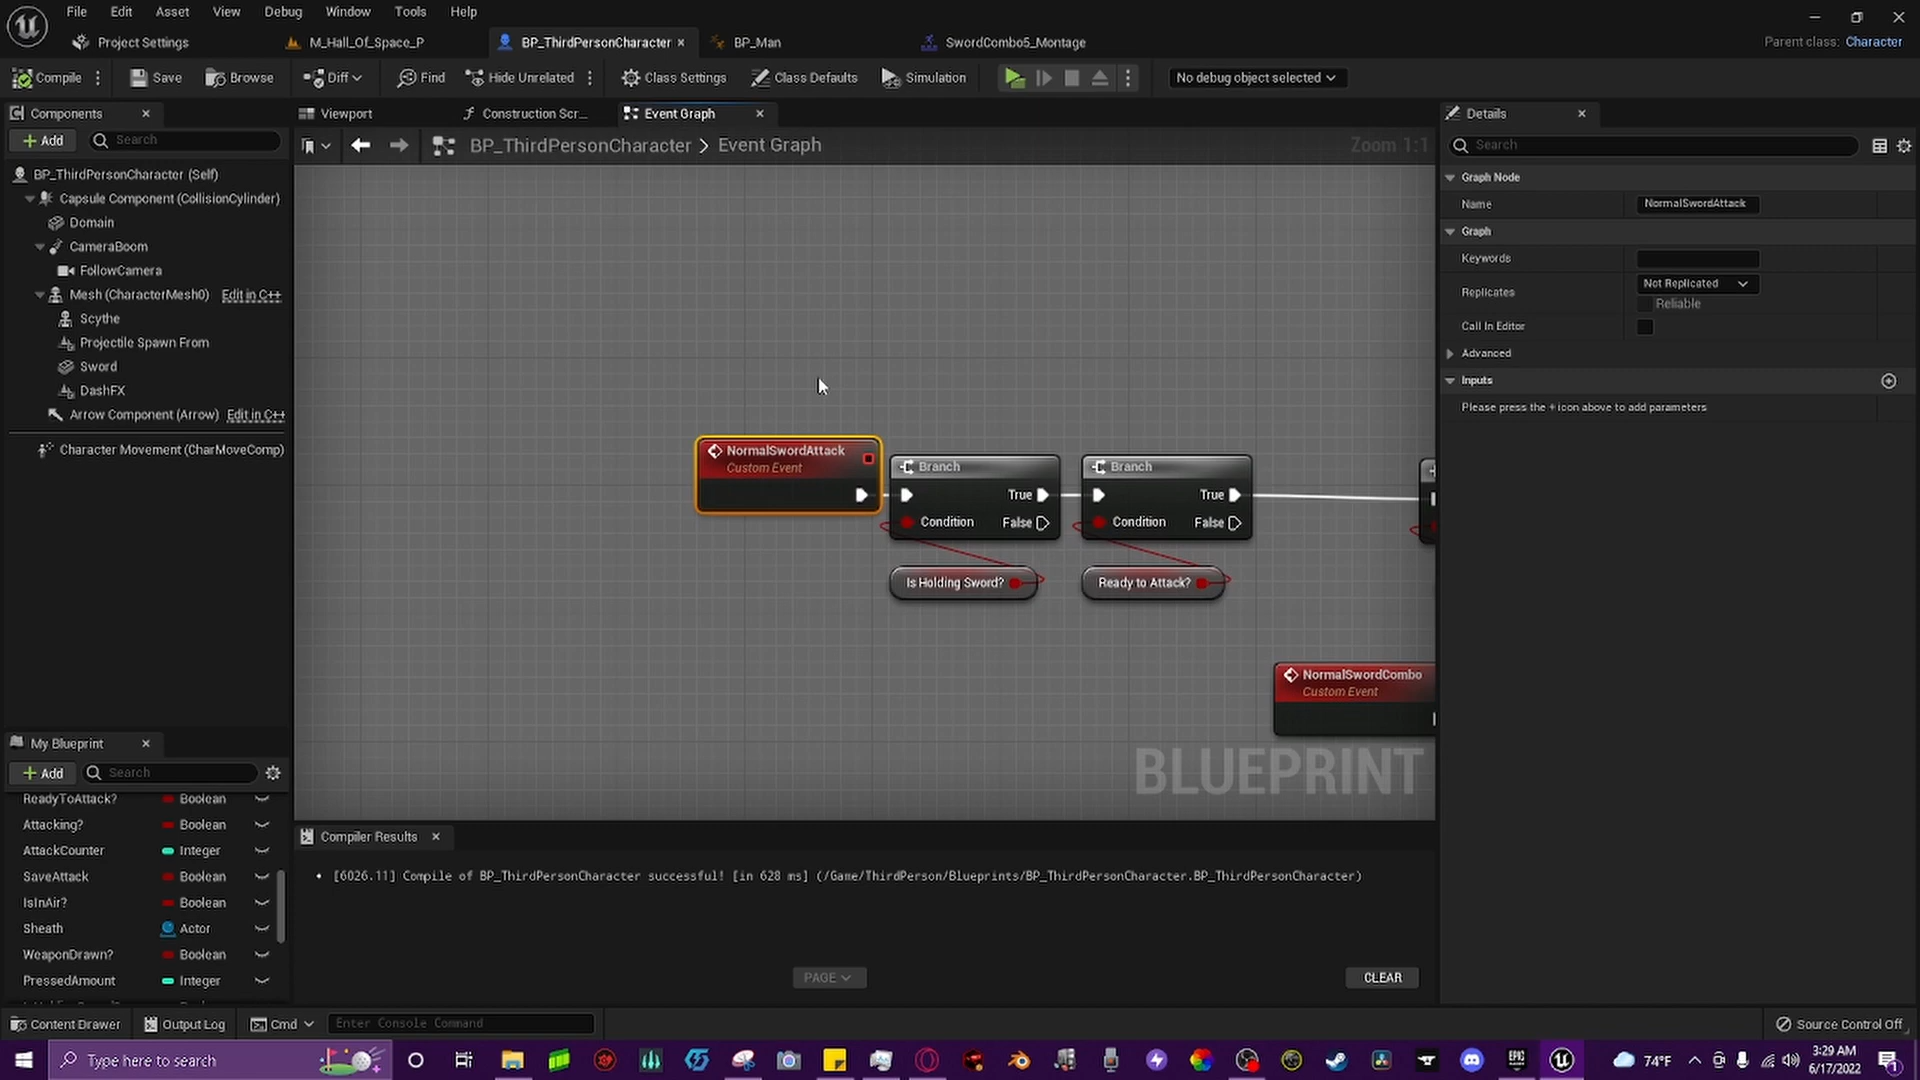 File Edit Asset View Debug Window Tools Help
Project Settings M_Hall_Of_Space_P BP_ThirdPersonCharacter BP_Man SwordCombo5_Montage Parent class: Character
Compile Save Browse Diff Find Hide Unrelated Class Settings Class Defaults Simulation No debug object selected
Components Viewport Construction Scr... Event Graph Details
Add Search BP_ThirdPersonCharacter > Event Graph Zoom 1:1 Search
BP_ThirdPersonCharacter (Self)
Capsule Component (CollisionCylinder)
Domain
CameraBoom
FollowCamera
Mesh (CharacterMesh0) Edit in C++
Scythe
Projectile Spawn From
Sword
DashFX
Arrow Component (Arrow) Edit in C++
Character Movement (CharMoveComp)
NormalSwordAttack
Custom Event
Branch
True
Condition False
Is Holding Sword?
Branch
True
Condition False
Ready to Attack?
NormalSwordCombo
Custom Event
BLUEPRINT
Graph Node
Name NormalSwordAttack
Graph
Keywords
Replicates Not Replicated
Reliable
Call In Editor
Advanced
Inputs
Please press the + icon above to add parameters
My Blueprint
Add Search
ReadyToAttack? Boolean
Attacking? Boolean
AttackCounter Integer
SaveAttack Boolean
IsInAir? Boolean
Sheath Actor
WeaponDrawn? Boolean
PressedAmount Integer
Compiler Results
[6026.11] Compile of BP_ThirdPersonCharacter successful! [in 628 ms] (/Game/ThirdPerson/Blueprints/BP_ThirdPersonCharacter.BP_ThirdPersonCharacter)
PAGE CLEAR
Content Drawer Output Log Cmd Enter Console Command Source Control Off
Type here to search 74°F 3:29 AM
6/17/2022